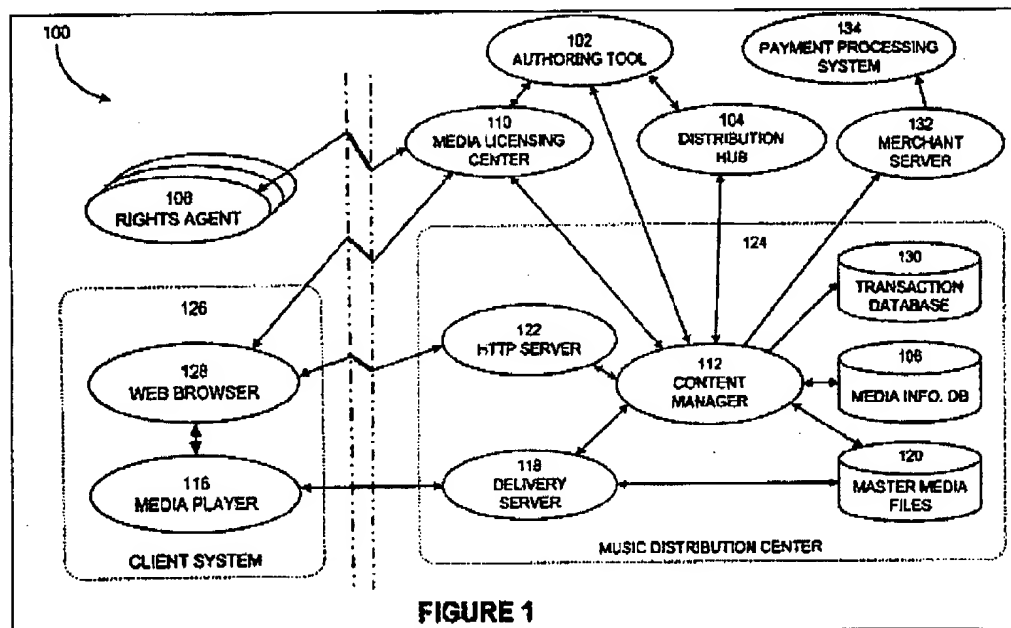 100
102
AUTHORING TOOL
134
PAYMENT PROCESSING
SYSTEM
110
MEDIA LICENSING
CENTER
104
DISTRIBUTION
HUB
132
MERCHANT
SERVER
108
RIGHTS AGENT
124
130
TRANSACTION
DATABASE
126
122
HTTP SERVER
128
WEB BROWSER
112
CONTENT
MANAGER
106
MEDIA INFO. DB
116
MEDIA PLAYER
118
DELIVERY
SERVER
120
MASTER MEDIA
FILES
CLIENT SYSTEM
MUSIC DISTRIBUTION CENTER
FIGURE 1